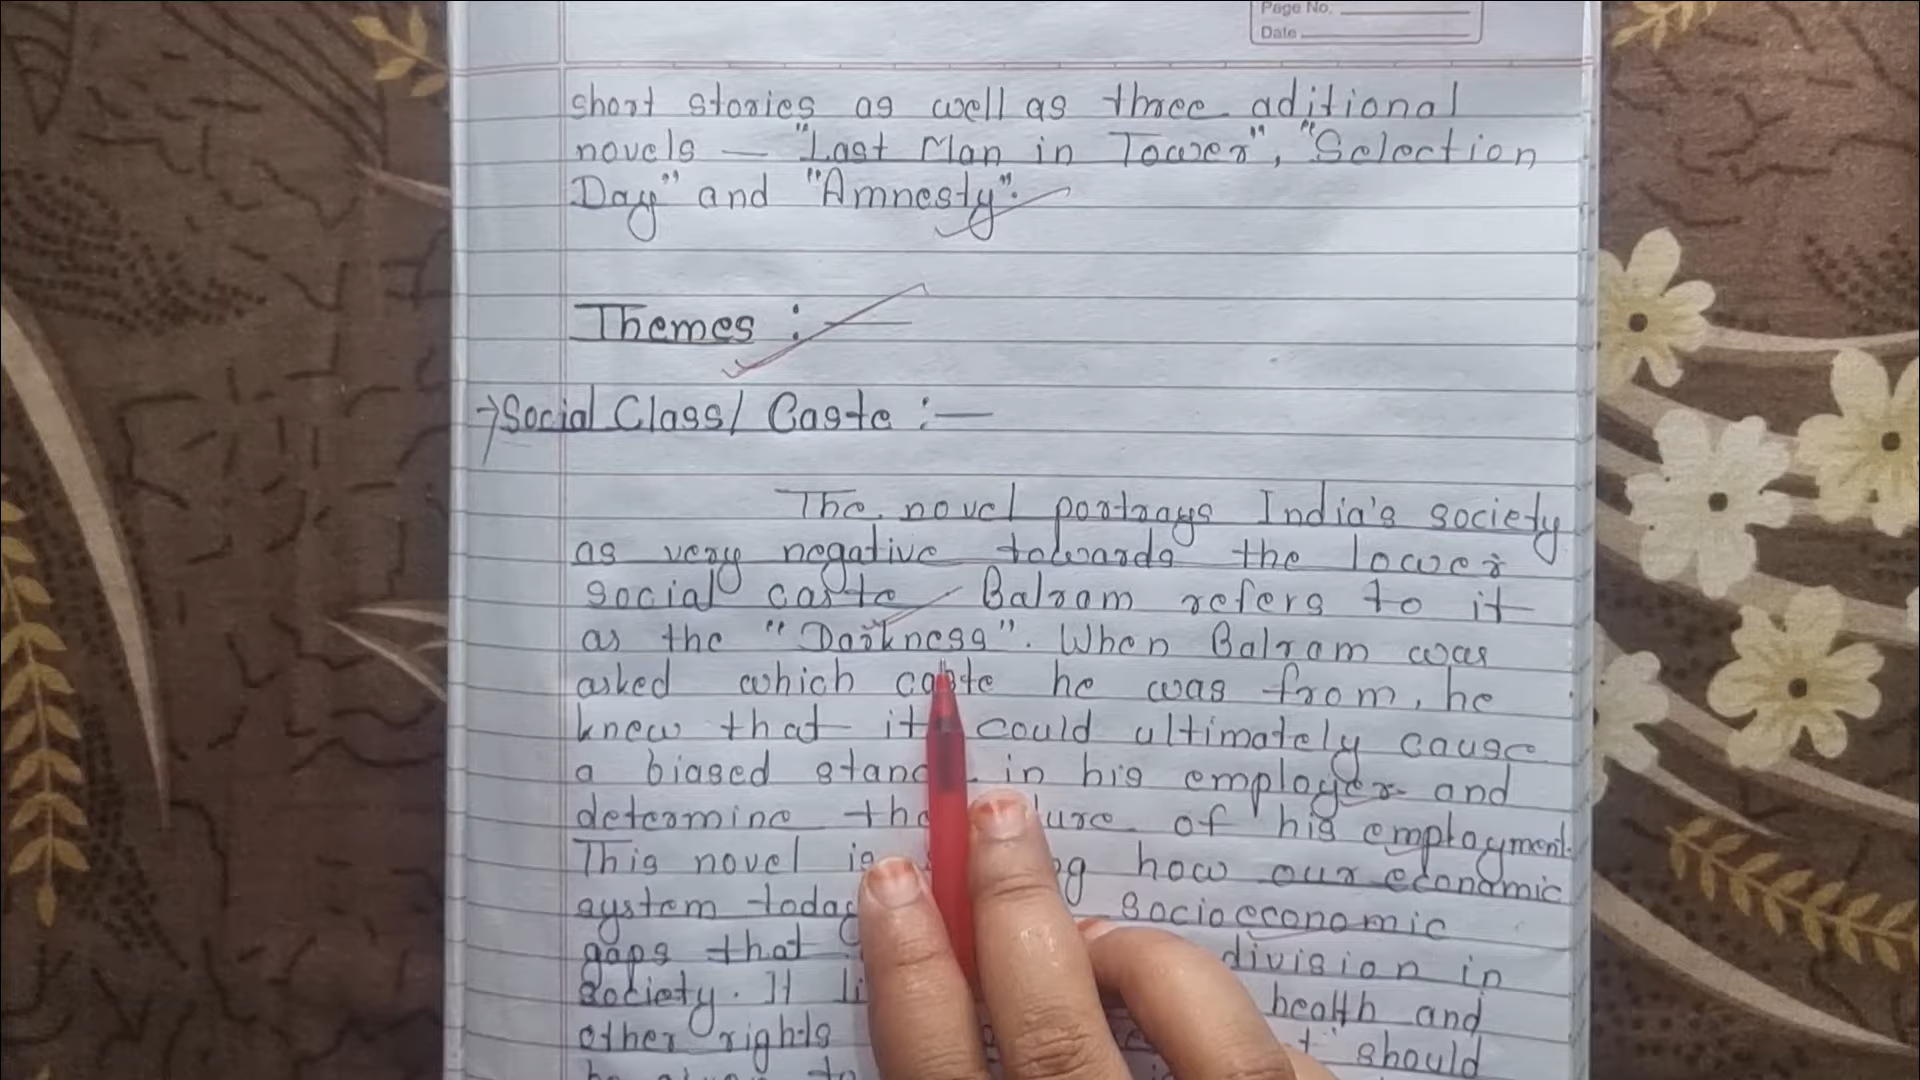 Page No.
Date
short stories as well as three aditional
novels — "Last Man in Tower", "Selection
Day" and "Amnesty".
Themes :—
→Social Class/ Caste :—
The novel portrays India's society
as very negative towards the lower
social caste Balram refers to it
as the "Darkness". When Balram was
asked which caste he was from, he
knew that it could ultimately cause
a biased stand in his employer and
determine the of his employment.
This novel is how our economic
system today socioeconomic
gaps that division in
society. It health and
other rights should